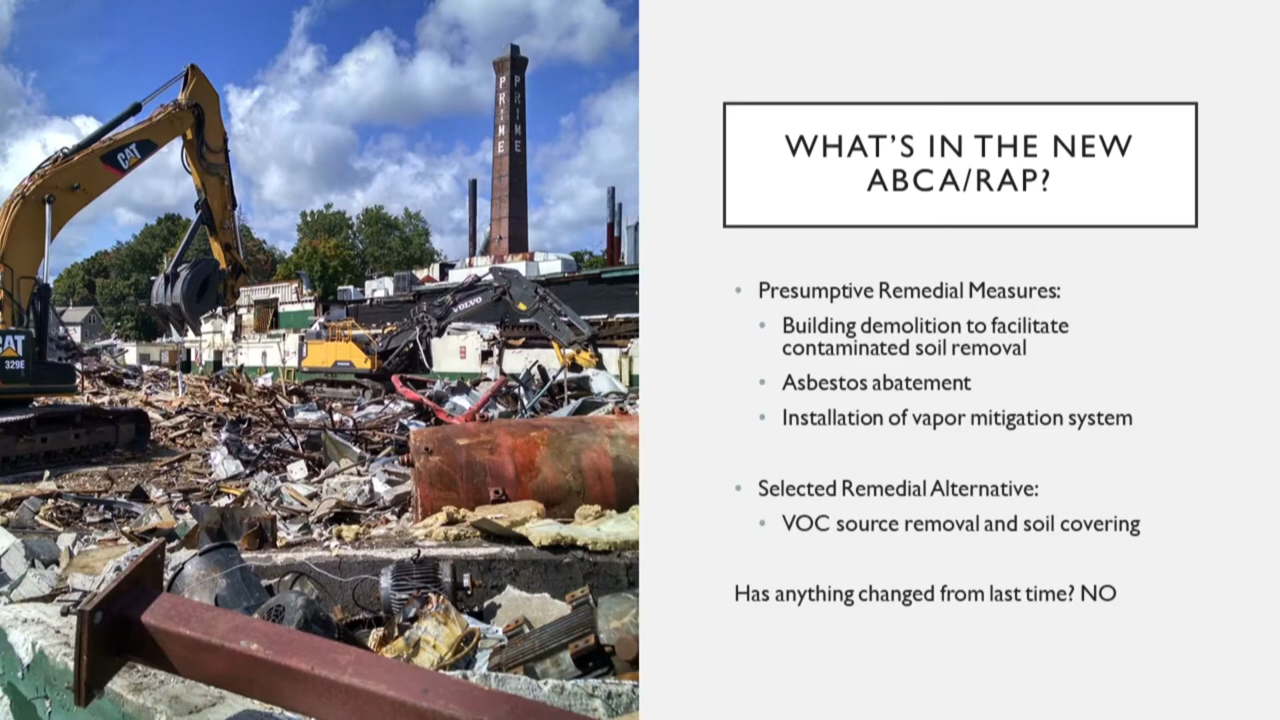 PRIME
PRIME
CAT
VOLVO
CAT
329E
WHAT'S IN THE NEW
ABCA/RAP?
• Presumptive Remedial Measures:
• Building demolition to facilitate
contaminated soil removal
• Asbestos abatement
• Installation of vapor mitigation system
• Selected Remedial Alternative:
• VOC source removal and soil covering
Has anything changed from last time? NO